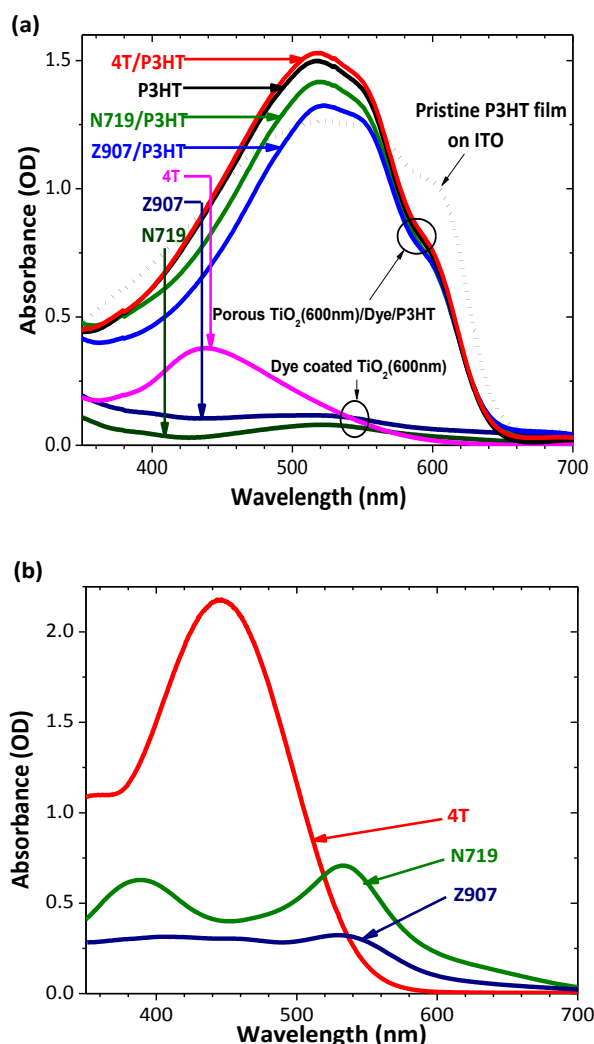 (a)
4T/P3HT
P3HT
N719/P3HT
Z907/P3HT
4T
Z907
N719
Pristine P3HT film
on ITO
Porous TiO2(600nm)/Dye/P3HT
Dye coated TiO2(600nm)
Absorbance (OD)
0.0
0.5
1.0
1.5
400 500 600 700
Wavelength (nm)
(b)
4T
N719
Z907
Absorbance (OD)
0.0
0.5
1.0
1.5
2.0
400 500 600 700
Wavelength (nm)